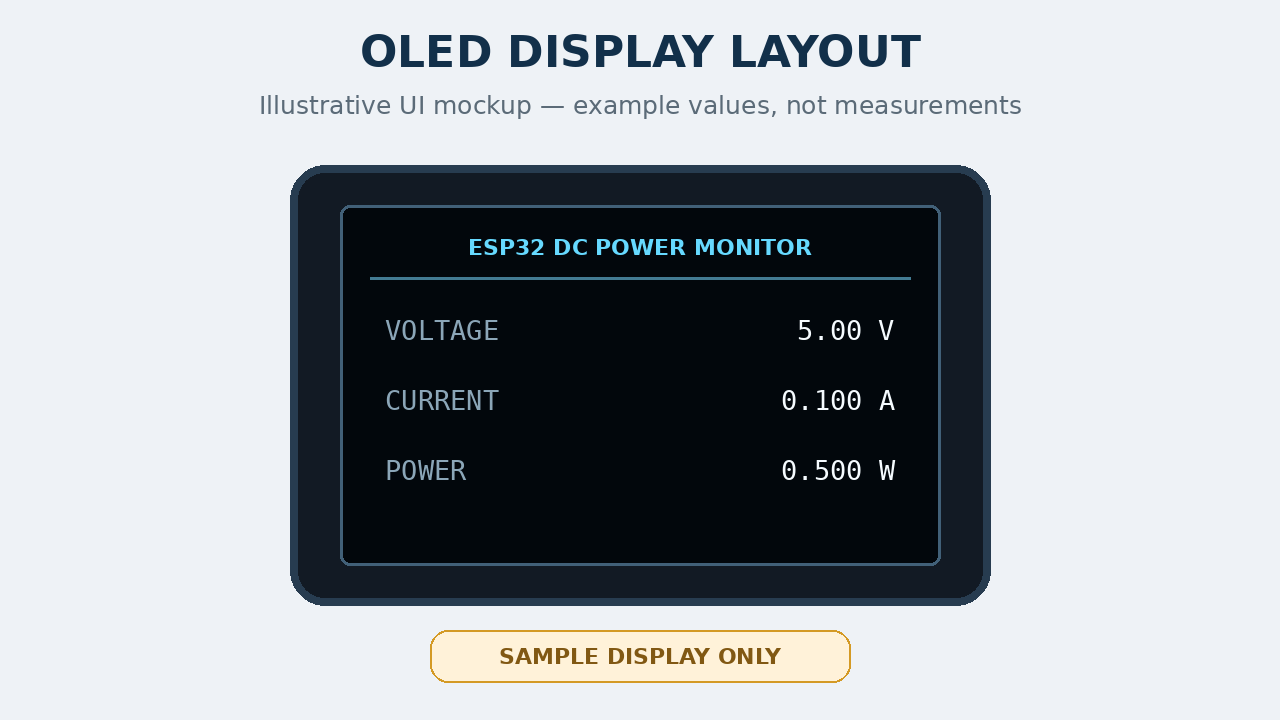 OLED DISPLAY LAYOUT
Illustrative UI mockup — example values, not measurements
ESP32 DC POWER MONITOR
VOLTAGE 5.00 V
CURRENT 0.100 A
POWER 0.500 W
SAMPLE DISPLAY ONLY